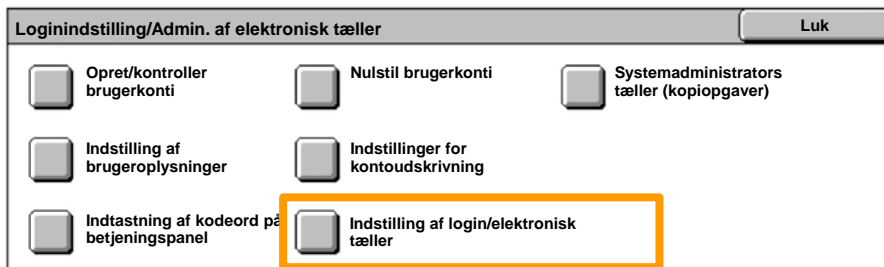 Loginindstilling/Admin. af elektronisk tæller
Luk
Opret/kontroller
brugerkonti
Nulstil brugerkonti
Systemadministrators
tæller (kopiopgaver)
Indstilling af
brugeroplysninger
Indstillinger for
kontoudskrivning
Indtastning af kodeord på
betjeningspanel
Indstilling af login/elektronisk
tæller